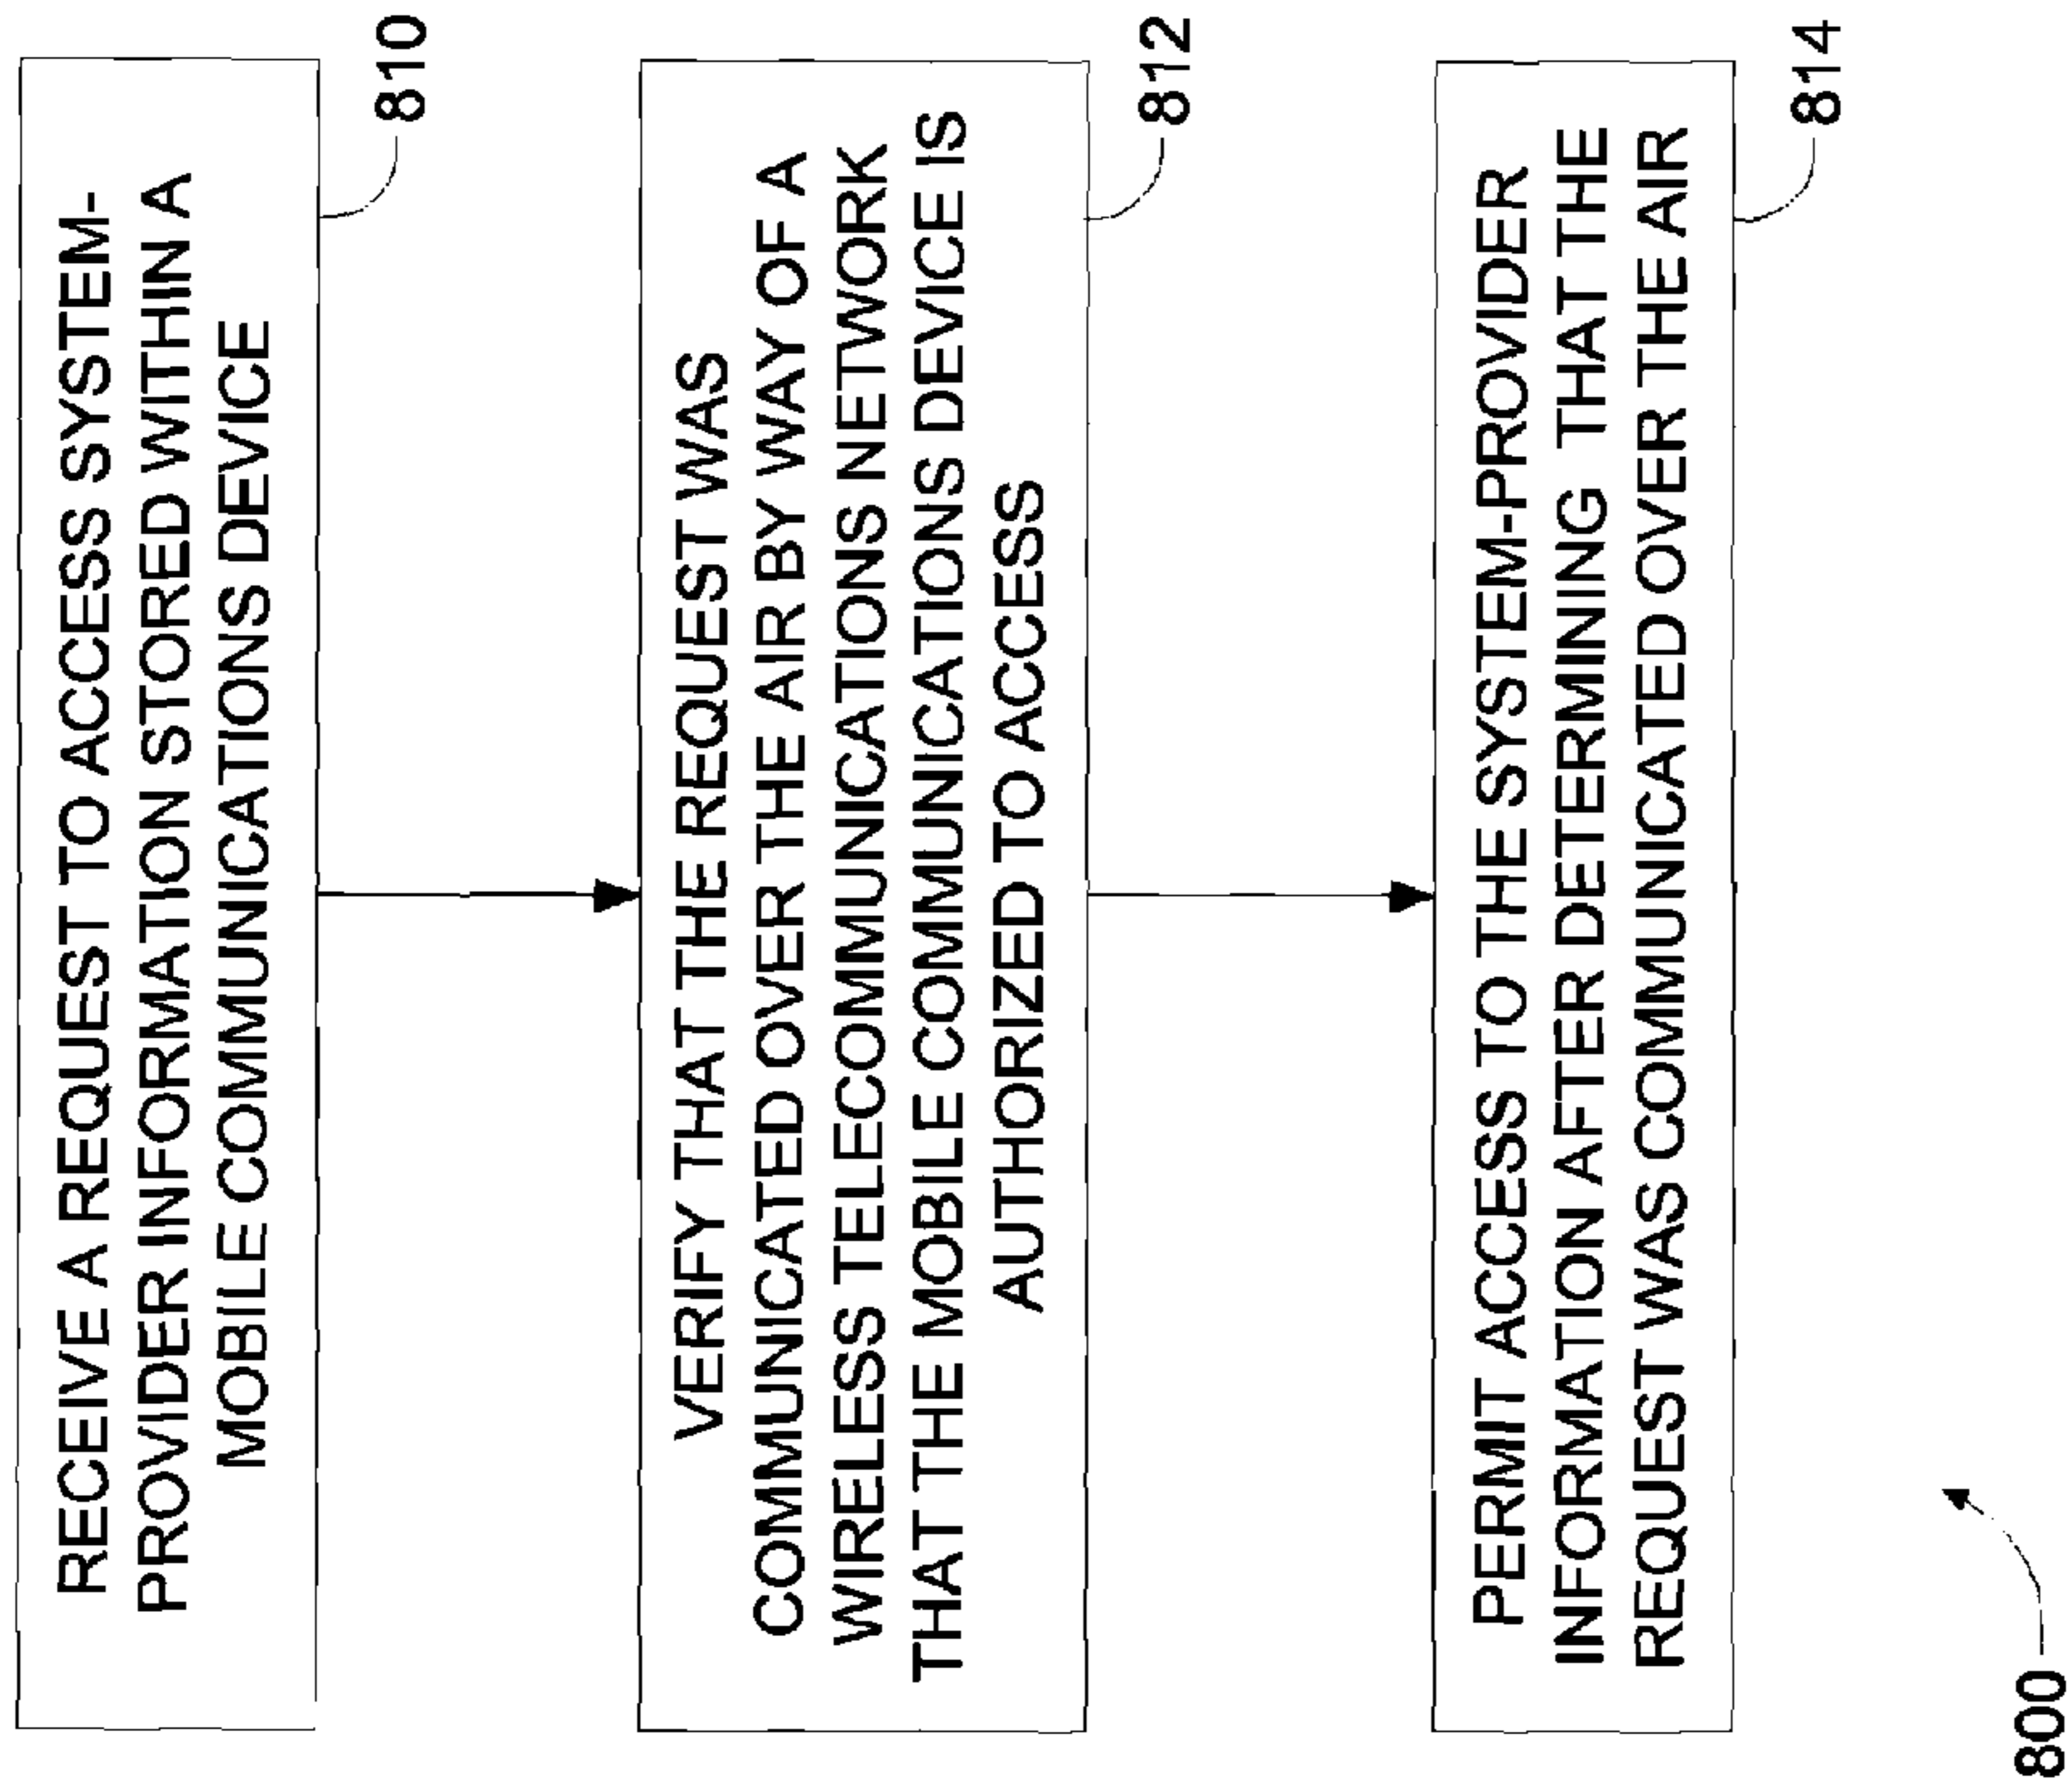 RECEIVE A REQUEST TO ACCESS SYSTEM-
PROVIDER INFORMATION STORED WITHIN A
MOBILE COMMUNICATIONS DEVICE
810
VERIFY THAT THE REQUEST WAS
COMMUNICATED OVER THE AIR BY WAY OF A
WIRELESS TELECOMMUNICATIONS NETWORK
THAT THE MOBILE COMMUNICATIONS DEVICE IS
AUTHORIZED TO ACCESS
812
PERMIT ACCESS TO THE SYSTEM-PROVIDER
INFORMATION AFTER DETERMINING THAT THE
REQUEST WAS COMMUNICATED OVER THE AIR
814
800